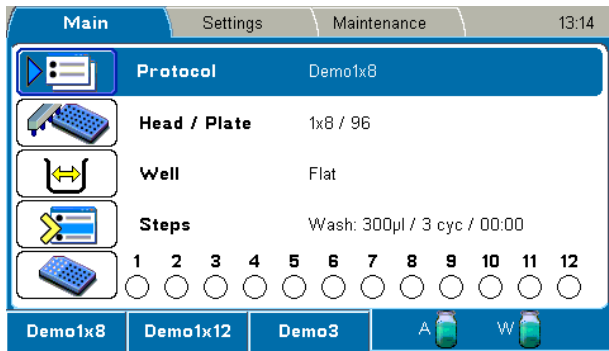 Main Settings Maintenance 13:14
Protocol Demo1x8
Head / Plate 1x8 / 96
Well Flat
Steps Wash: 300µl / 3 cyc / 00:00
1 2 3 4 5 6 7 8 9 10 11 12
Demo1x8 Demo1x12 Demo3 A W